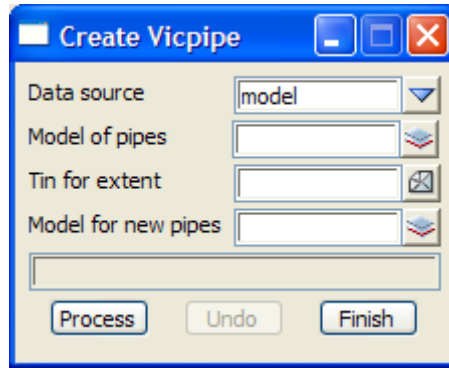 Create Vicpipe
Data source model
Model of pipes
Tin for extent
Model for new pipes
Process Undo Finish